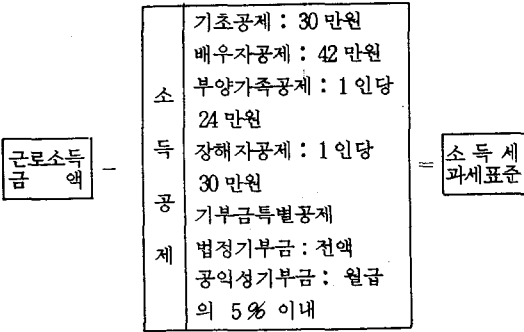 근로소득
금 액
−
소
득
공
제
기초공제 : 30 만원
배우자공제 : 42 만원
부양가족공제 : 1 인당
24 만원
장해자공제 : 1 인당
30 만원
기부금특별공제
법정기부금 : 전액
공익성기부금 : 월급
의 5 % 이내
=
소 득 세
과세표준